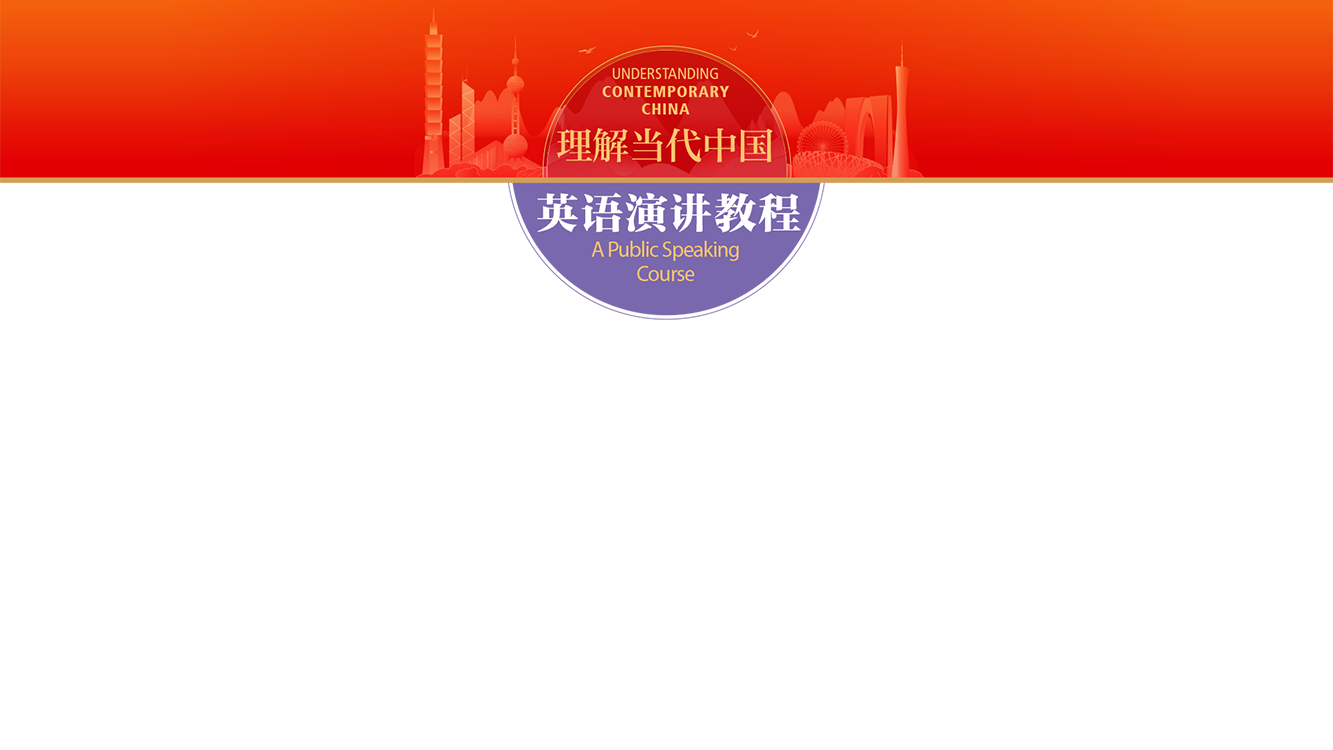 UNDERSTANDING
CONTEMPORARY
CHINA
理解当代中国
英语演讲教程
A Public Speaking
Course